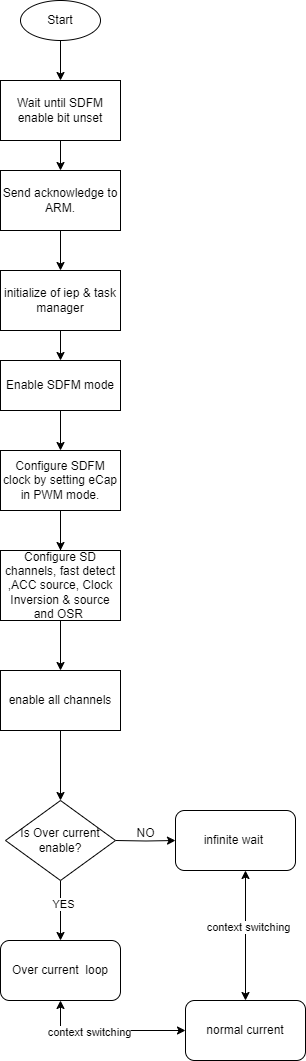 Start
Wait until SDFM
enable bit unset
Send acknowledge to
ARM.
initialize of iep & task
manager
Enable SDFM mode
Configure SDFM
clock by setting eCap
in PWM mode.
Configure SD
channels, fast detect
,ACC source, Clock
Inversion & source
and OSR
enable all channels
Is Over current
enable?
NO
infinite wait
YES
context switching
Over current loop
context switching
normal current